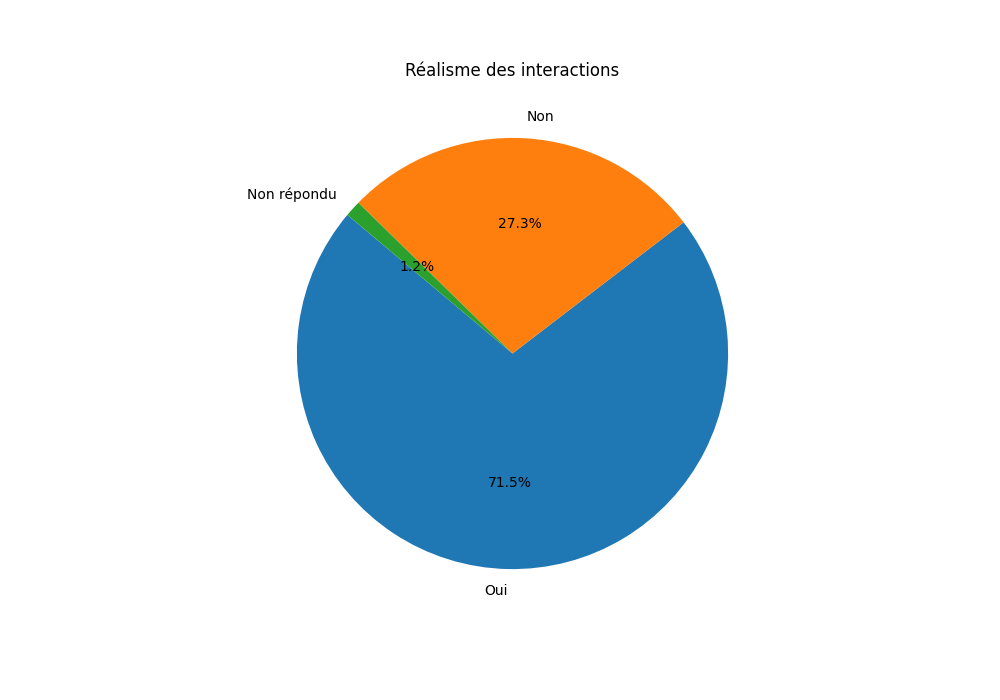 Réalisme des interactions
Non
Non répondu
27.3%
1.2%
71.5%
Oui